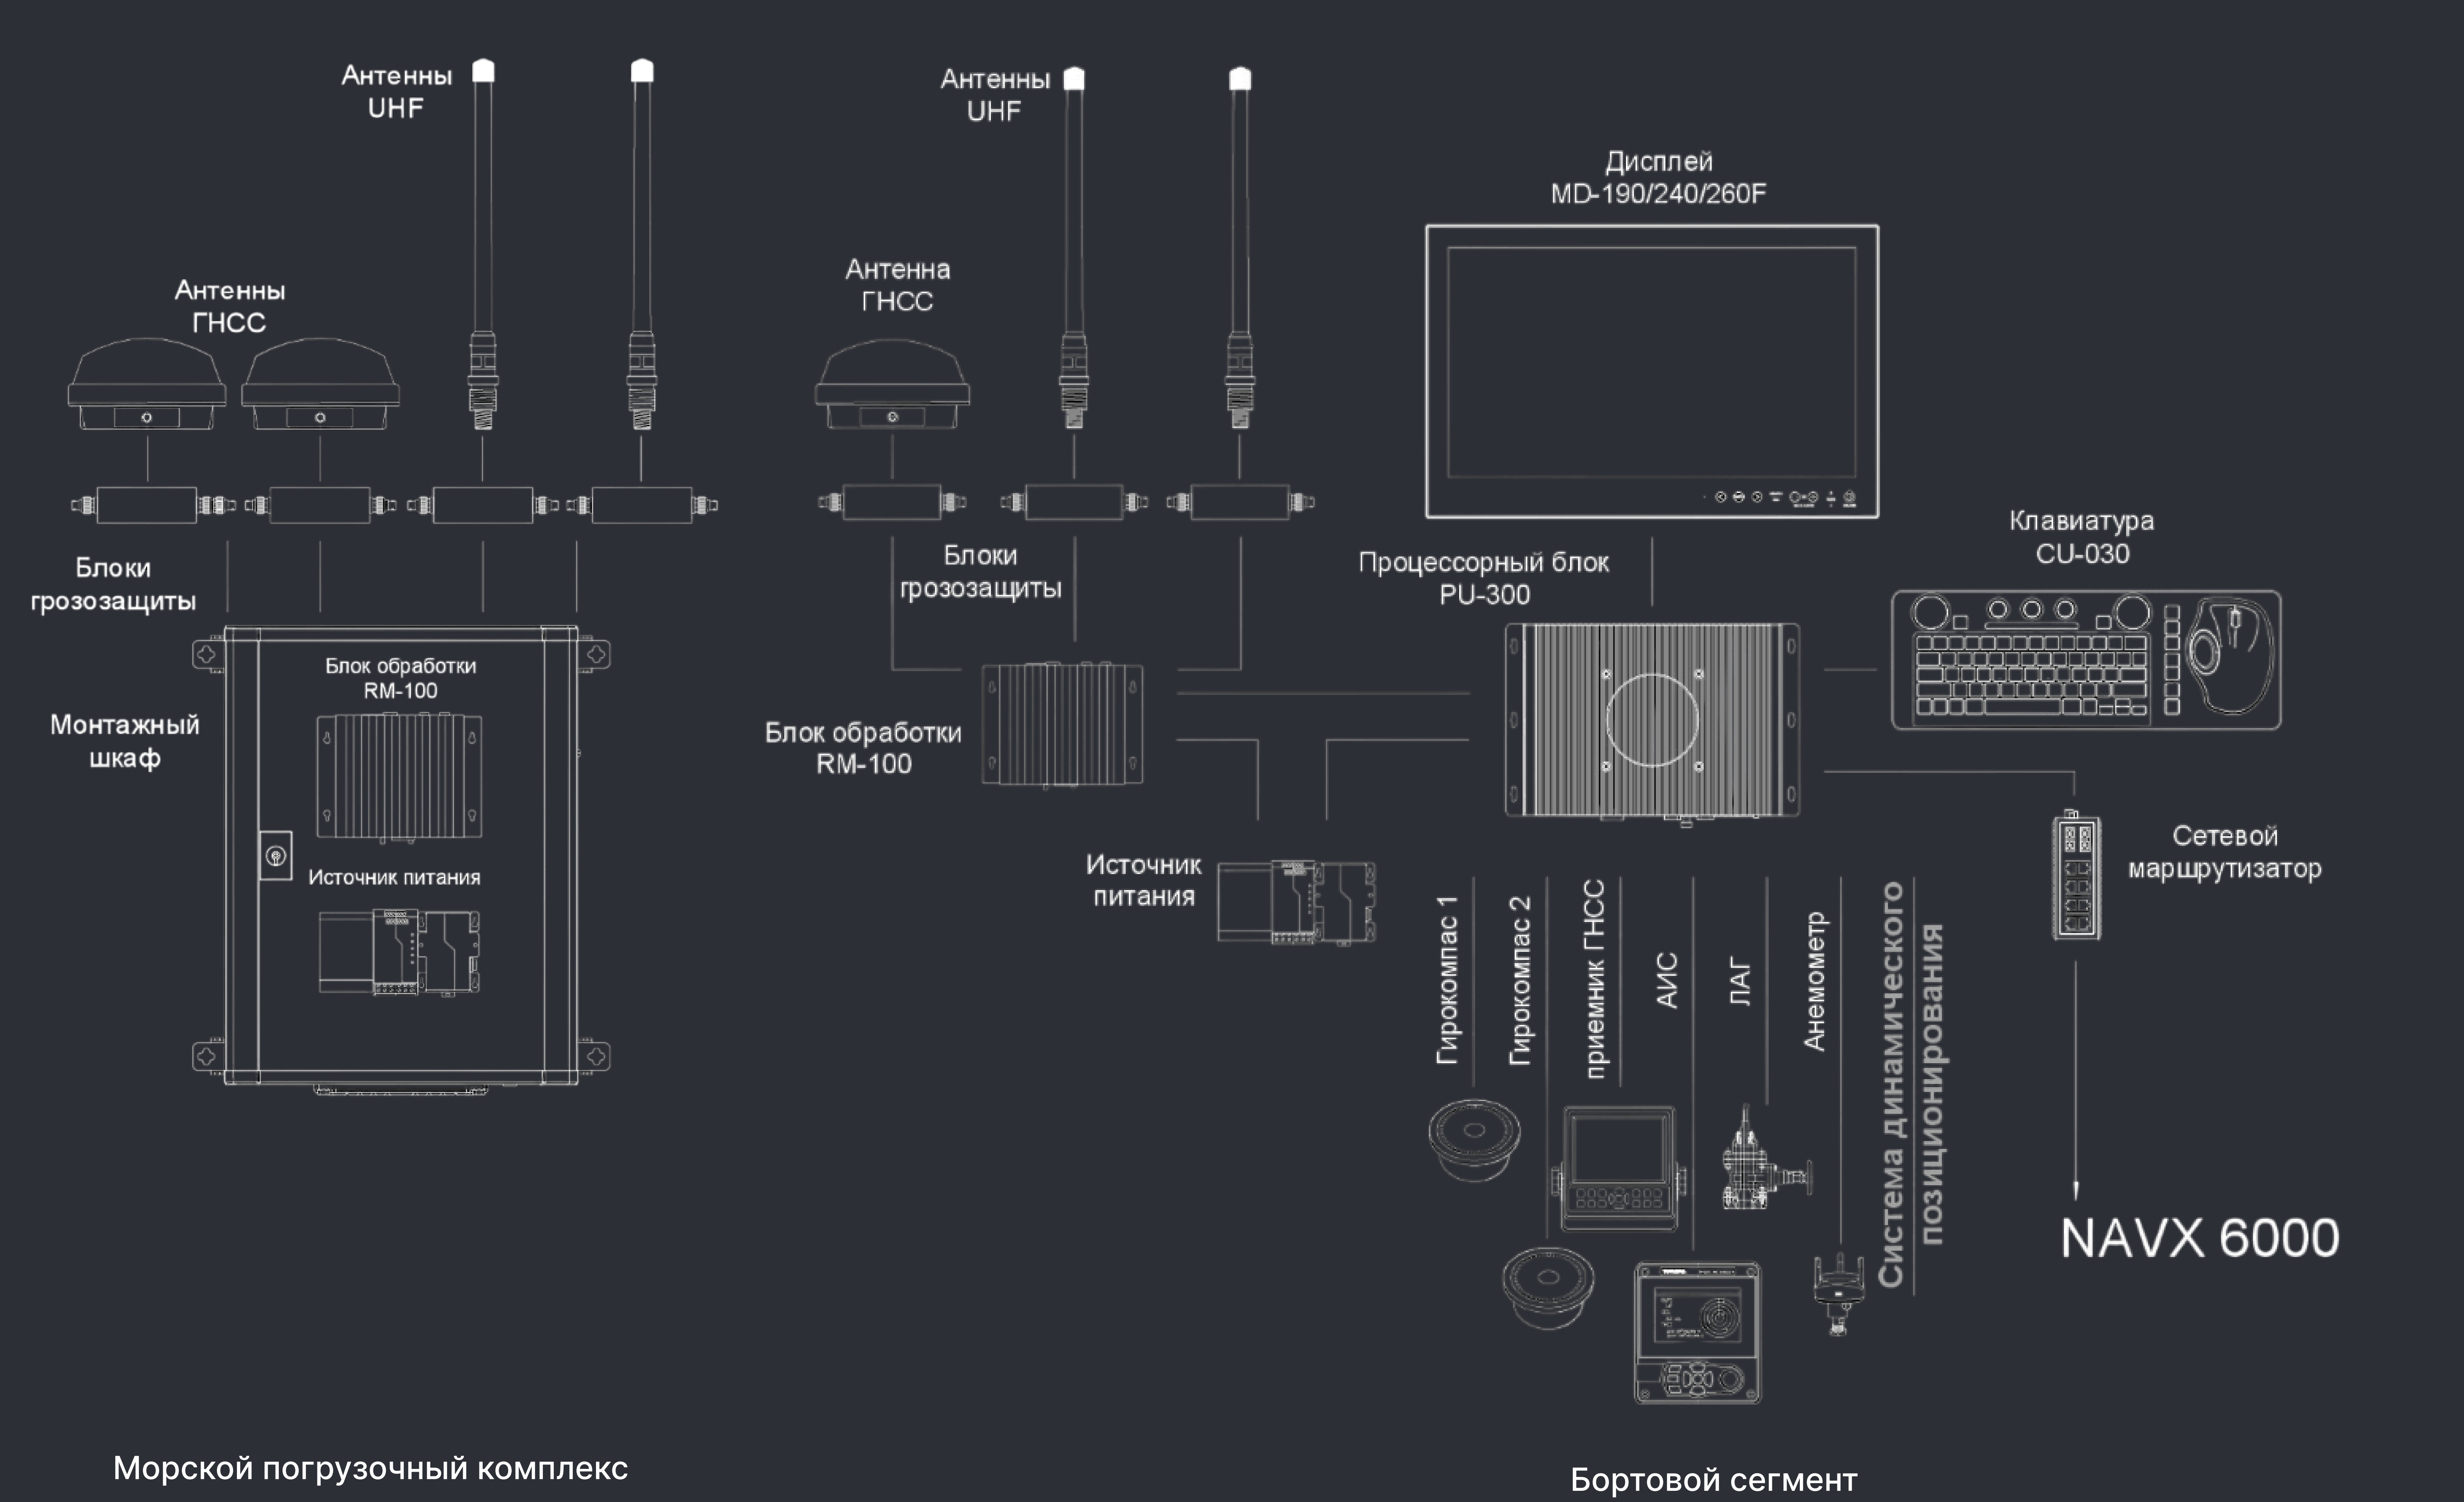 Антенны
UHF
Антенны
ГНСС
Блоки
грозозащиты
Монтажный
шкаф
Блок обработки
RM-100
Источник питания
Морской погрузочный комплекс
Антенны
UHF
Антенна
ГНСС
Блоки
грозозащиты
Блок обработки
RM-100
Источник
питания
Дисплей
MD-190/240/260F
Процессорный блок
PU-300
Клавиатура
CU-030
Сетевой
маршрутизатор
Гирокомпас 1
Гирокомпас 2
приемник ГНСС
АИС
ЛАГ
Анемометр
Система динамического
позиционирования
NAVX 6000
Бортовой сегмент